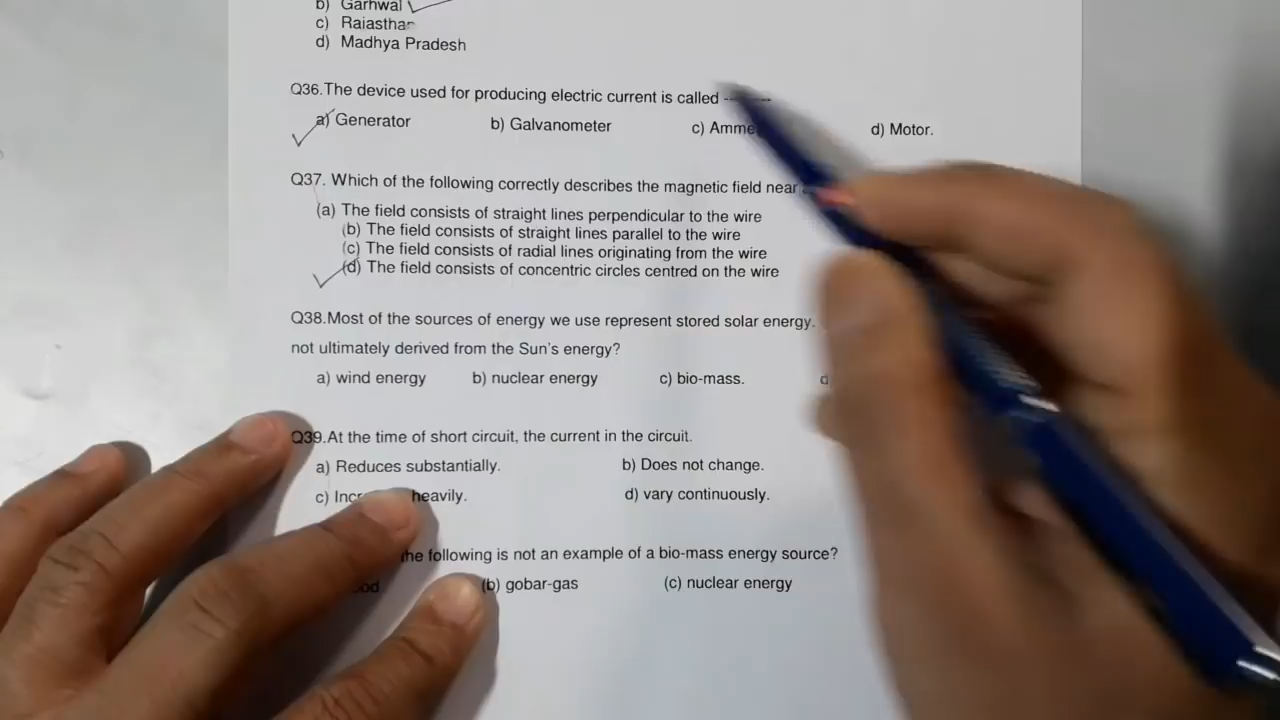 b) Garhwal
c) Rajasthan
d) Madhya Pradesh
Q36.The device used for producing electric current is called --------
a) Generator b) Galvanometer c) Amme d) Motor.
Q37. Which of the following correctly describes the magnetic field near
(a) The field consists of straight lines perpendicular to the wire
(b) The field consists of straight lines parallel to the wire
(c) The field consists of radial lines originating from the wire
(d) The field consists of concentric circles centred on the wire
Q38.Most of the sources of energy we use represent stored solar energy.
not ultimately derived from the Sun's energy?
a) wind energy b) nuclear energy c) bio-mass. d
Q39.At the time of short circuit, the current in the circuit.
a) Reduces substantially. b) Does not change.
c) heavily. d) vary continuously.
the following is not an example of a bio-mass energy source?
(b) gobar-gas (c) nuclear energy